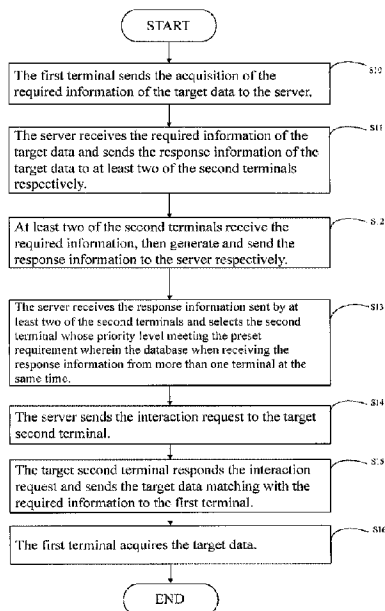 START
The first terminal sends the acquisition of the
required information of the target data to the server.
S10
The server receives the required information of the
target data and sends the response information of the
target data to at least two of the second terminals
respectively.
S11
At least two of the second terminals receive the
required information, then generate and send the
response information to the server respectively.
S12
The server receives the response information sent by at
least two of the second terminals and selects the second
terminal whose priority level meeting the preset
requirement wherein the database when receiving the
response information from more than one terminal at the
same time.
S13
The server sends the interaction request to the target
second terminal.
S14
The target second terminal responds the interaction
request and sends the target data matching with the
required information to the first terminal.
S15
The first terminal acquires the target data.
S16
END